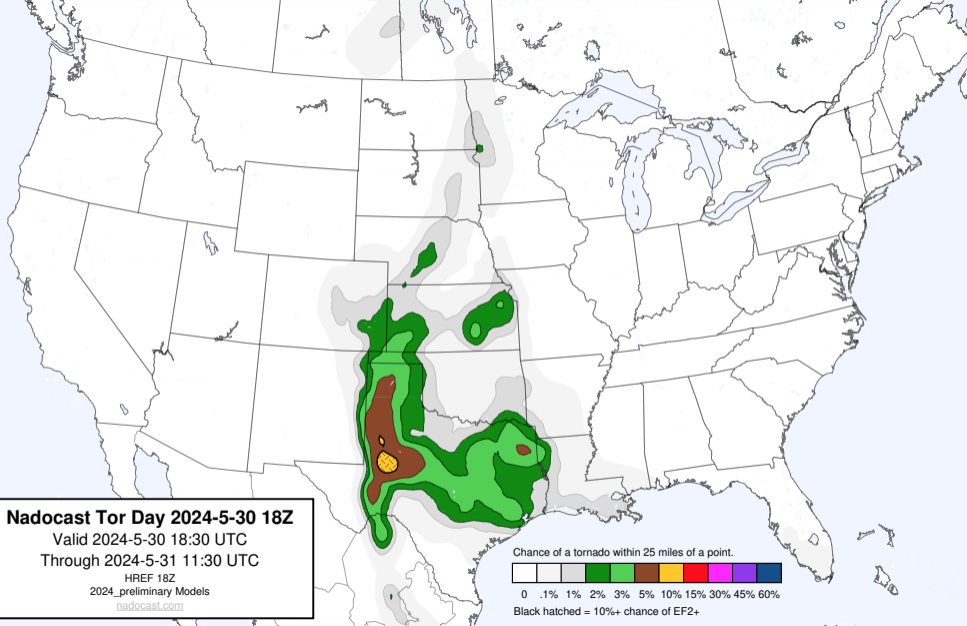 Nadocast Tor Day 2024-5-30 18Z
Valid 2024-5-30 18:30 UTC
Through 2024-5-31 11:30 UTC
HREF 18Z
2024_preliminary Models
nadocast.com
Chance of a tornado within 25 miles of a point.
0 .1% 1% 2% 3% 5% 10% 15% 30% 45% 60%
Black hatched = 10%+ chance of EF2+